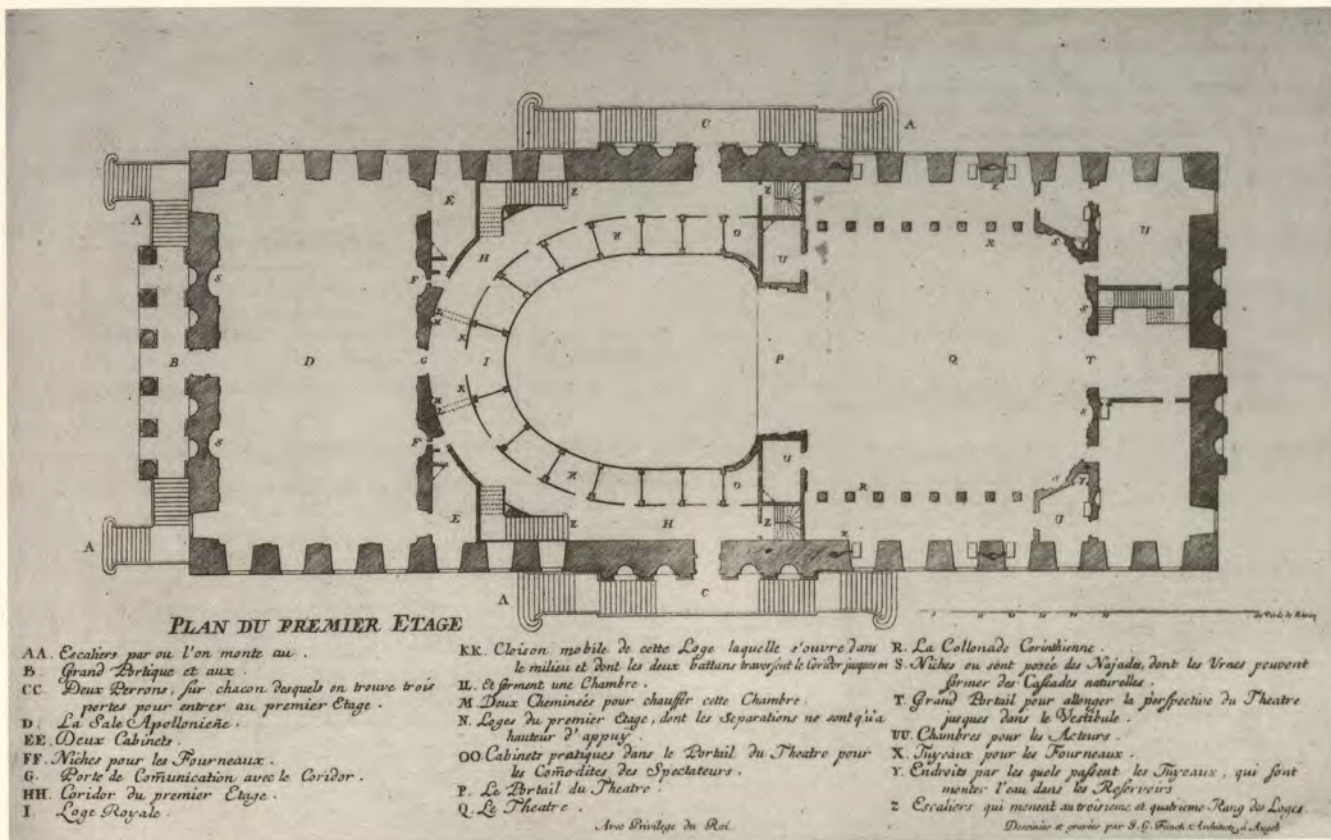 PLAN DU PREMIER ETAGE
AA. Escaliers par ou l'on monte au.
B. Grand Portique et aux.
CC. Deux Perrons, sur chacon desquels on trouve trois
portes pour entrer au premier Etage.
D. La Sale Apollonieñe.
EE. Deux Cabinets.
FF. Niches pour les Fourneaux.
G. Porte de Comunication avec le Coridor.
HH. Coridor du premier Etage.
I. Loge Royale.
KK. Cloison mobile de cette Loge laquelle s'ouvre dans
le milieu et dont les deux battans traversent le Coridor jusques en
LL. Et forment une Chambre.
M. Deux Cheminées pour chauffer cette Chambre.
N. Loges du premier Etage, dont les Separations ne sont qu'a
hauteur d'appuy.
OO. Cabinets pratiques dans le Portail du Theatre pour
les Comodites des Spectateurs.
P. Le Portail du Theatre.
Q. Le Theatre.
R. La Collonade Corinthienne.
S. Niches ou sont posée des Najades, dont les Urnes peuvent
former des Cascades naturelles.
T. Grand Portail pour allonger la perspective du Theatre
jusques dans le Vestibule.
UU. Chambres pour les Acteurs.
X. Tuyeaux pour les Fourneaux.
Y. Endroits par les quels passent les Tuyeaux, qui font
monter l'eau dans les Reservoirs
Z Escaliers qui menent au troisieme et quatrieme Rang des Loges.
Avec Privilege du Roi.
Dessinées et gravées par Architecte, à Augsb